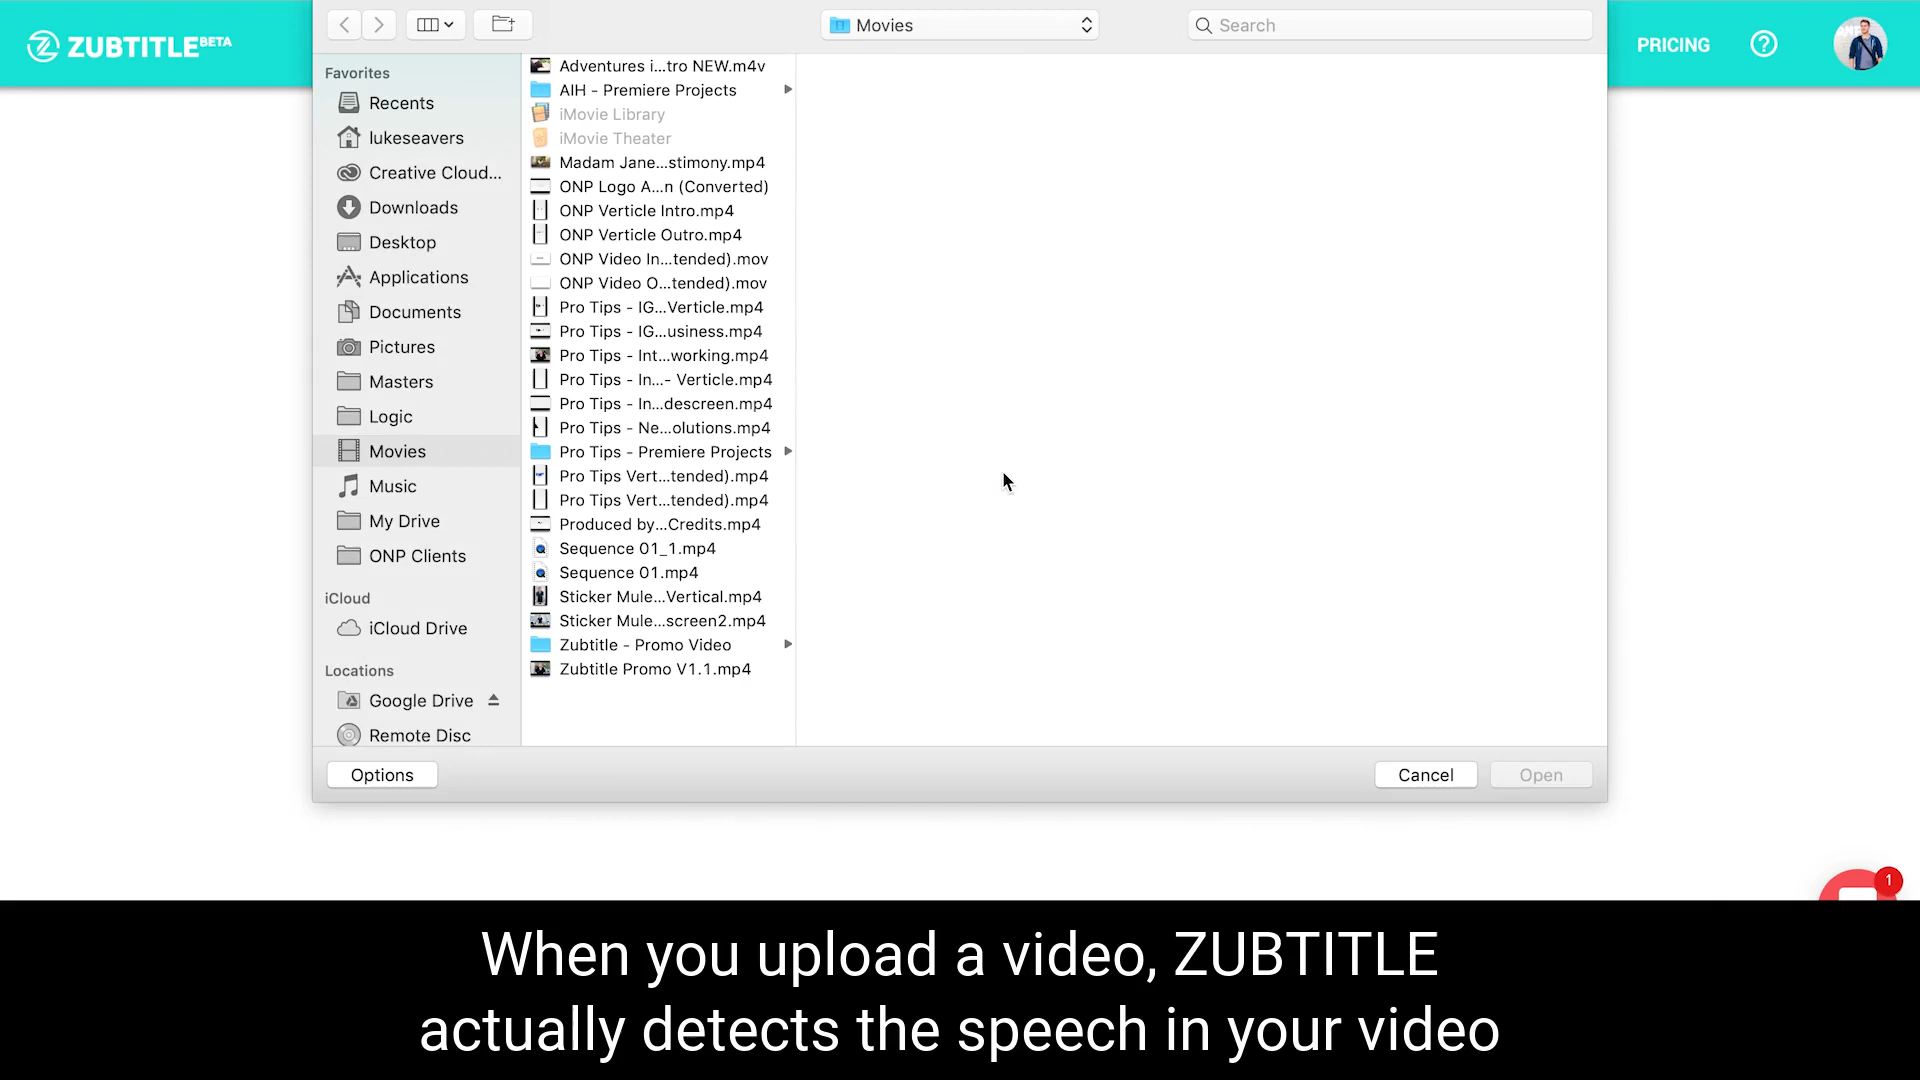 ZUBTITLE BETA
Movies
Search
PRICING
?
Favorites
Recents
lukeseavers
Creative Cloud...
Downloads
Desktop
Applications
Documents
Pictures
Masters
Logic
Movies
Music
My Drive
ONP Clients
iCloud
iCloud Drive
Locations
Google Drive
Remote Disc
Adventures i...tro NEW.m4v
AIH - Premiere Projects
iMovie Library
iMovie Theater
Madam Jane...stimony.mp4
ONP Logo A...n (Converted)
ONP Verticle Intro.mp4
ONP Verticle Outro.mp4
ONP Video In...tended).mov
ONP Video O...tended).mov
Pro Tips - IG...Verticle.mp4
Pro Tips - IG...usiness.mp4
Pro Tips - Int...working.mp4
Pro Tips - In...- Verticle.mp4
Pro Tips - In...descreen.mp4
Pro Tips - Ne...olutions.mp4
Pro Tips - Premiere Projects
Pro Tips Vert...tended).mp4
Pro Tips Vert...tended).mp4
Produced by...Credits.mp4
Sequence 01_1.mp4
Sequence 01.mp4
Sticker Mule...Vertical.mp4
Sticker Mule...screen2.mp4
Zubtitle - Promo Video
Zubtitle Promo V1.1.mp4
Options
Cancel
Open
1
When you upload a video, ZUBTITLE
actually detects the speech in your video